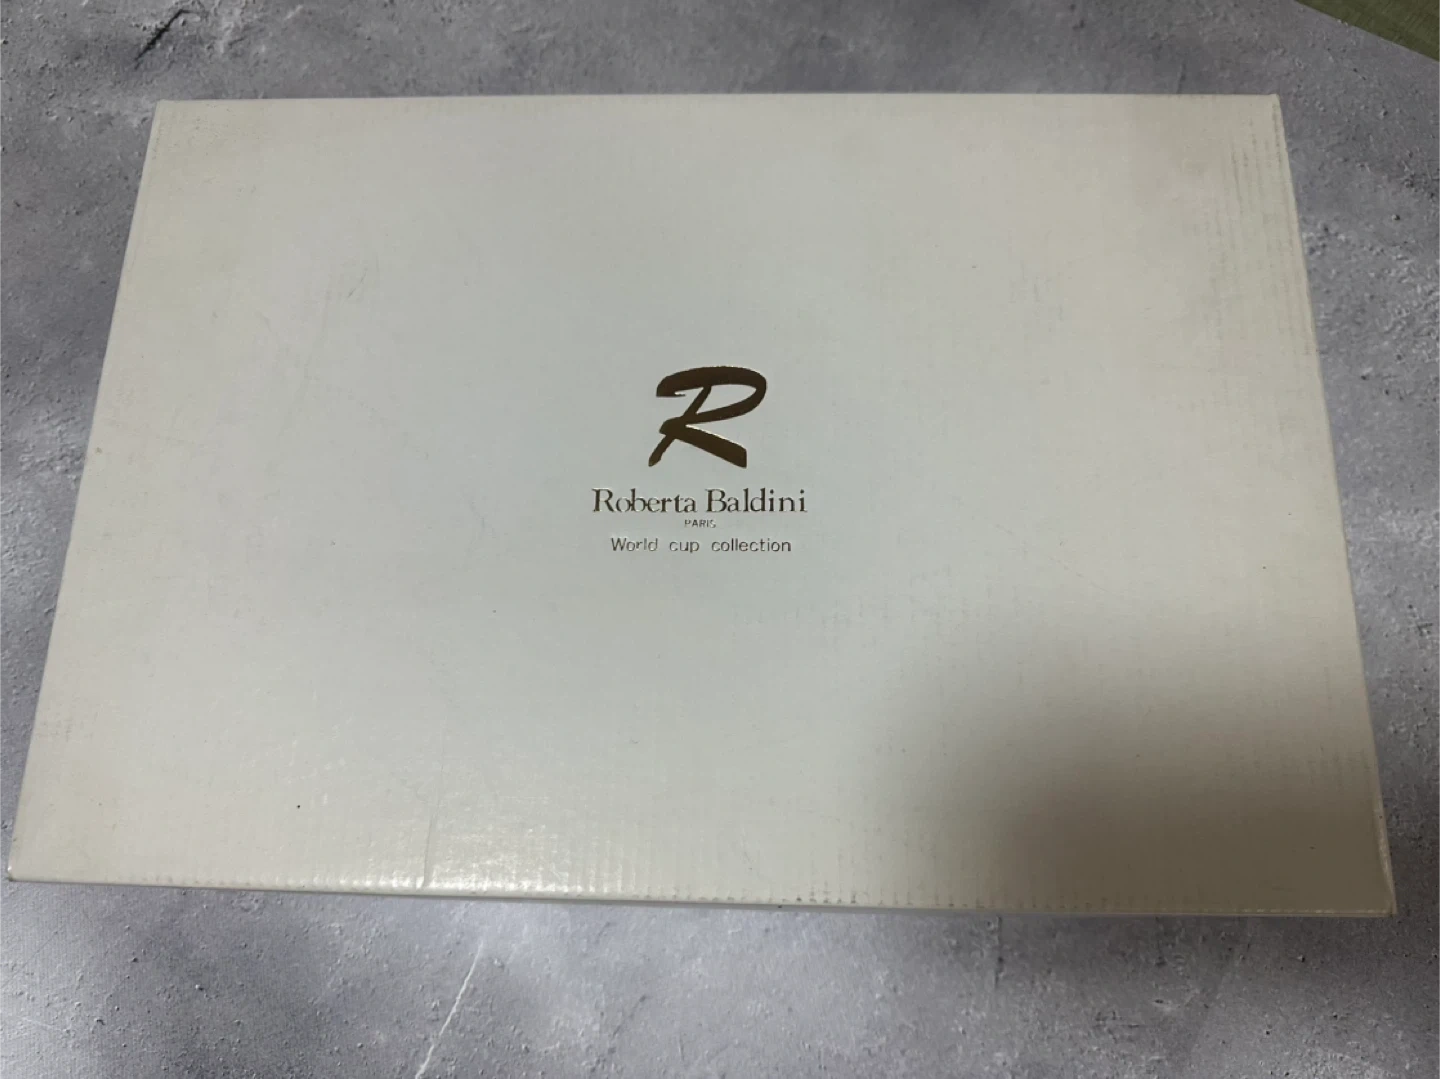 R
Roberta Baldini
PARIS
World cup collection